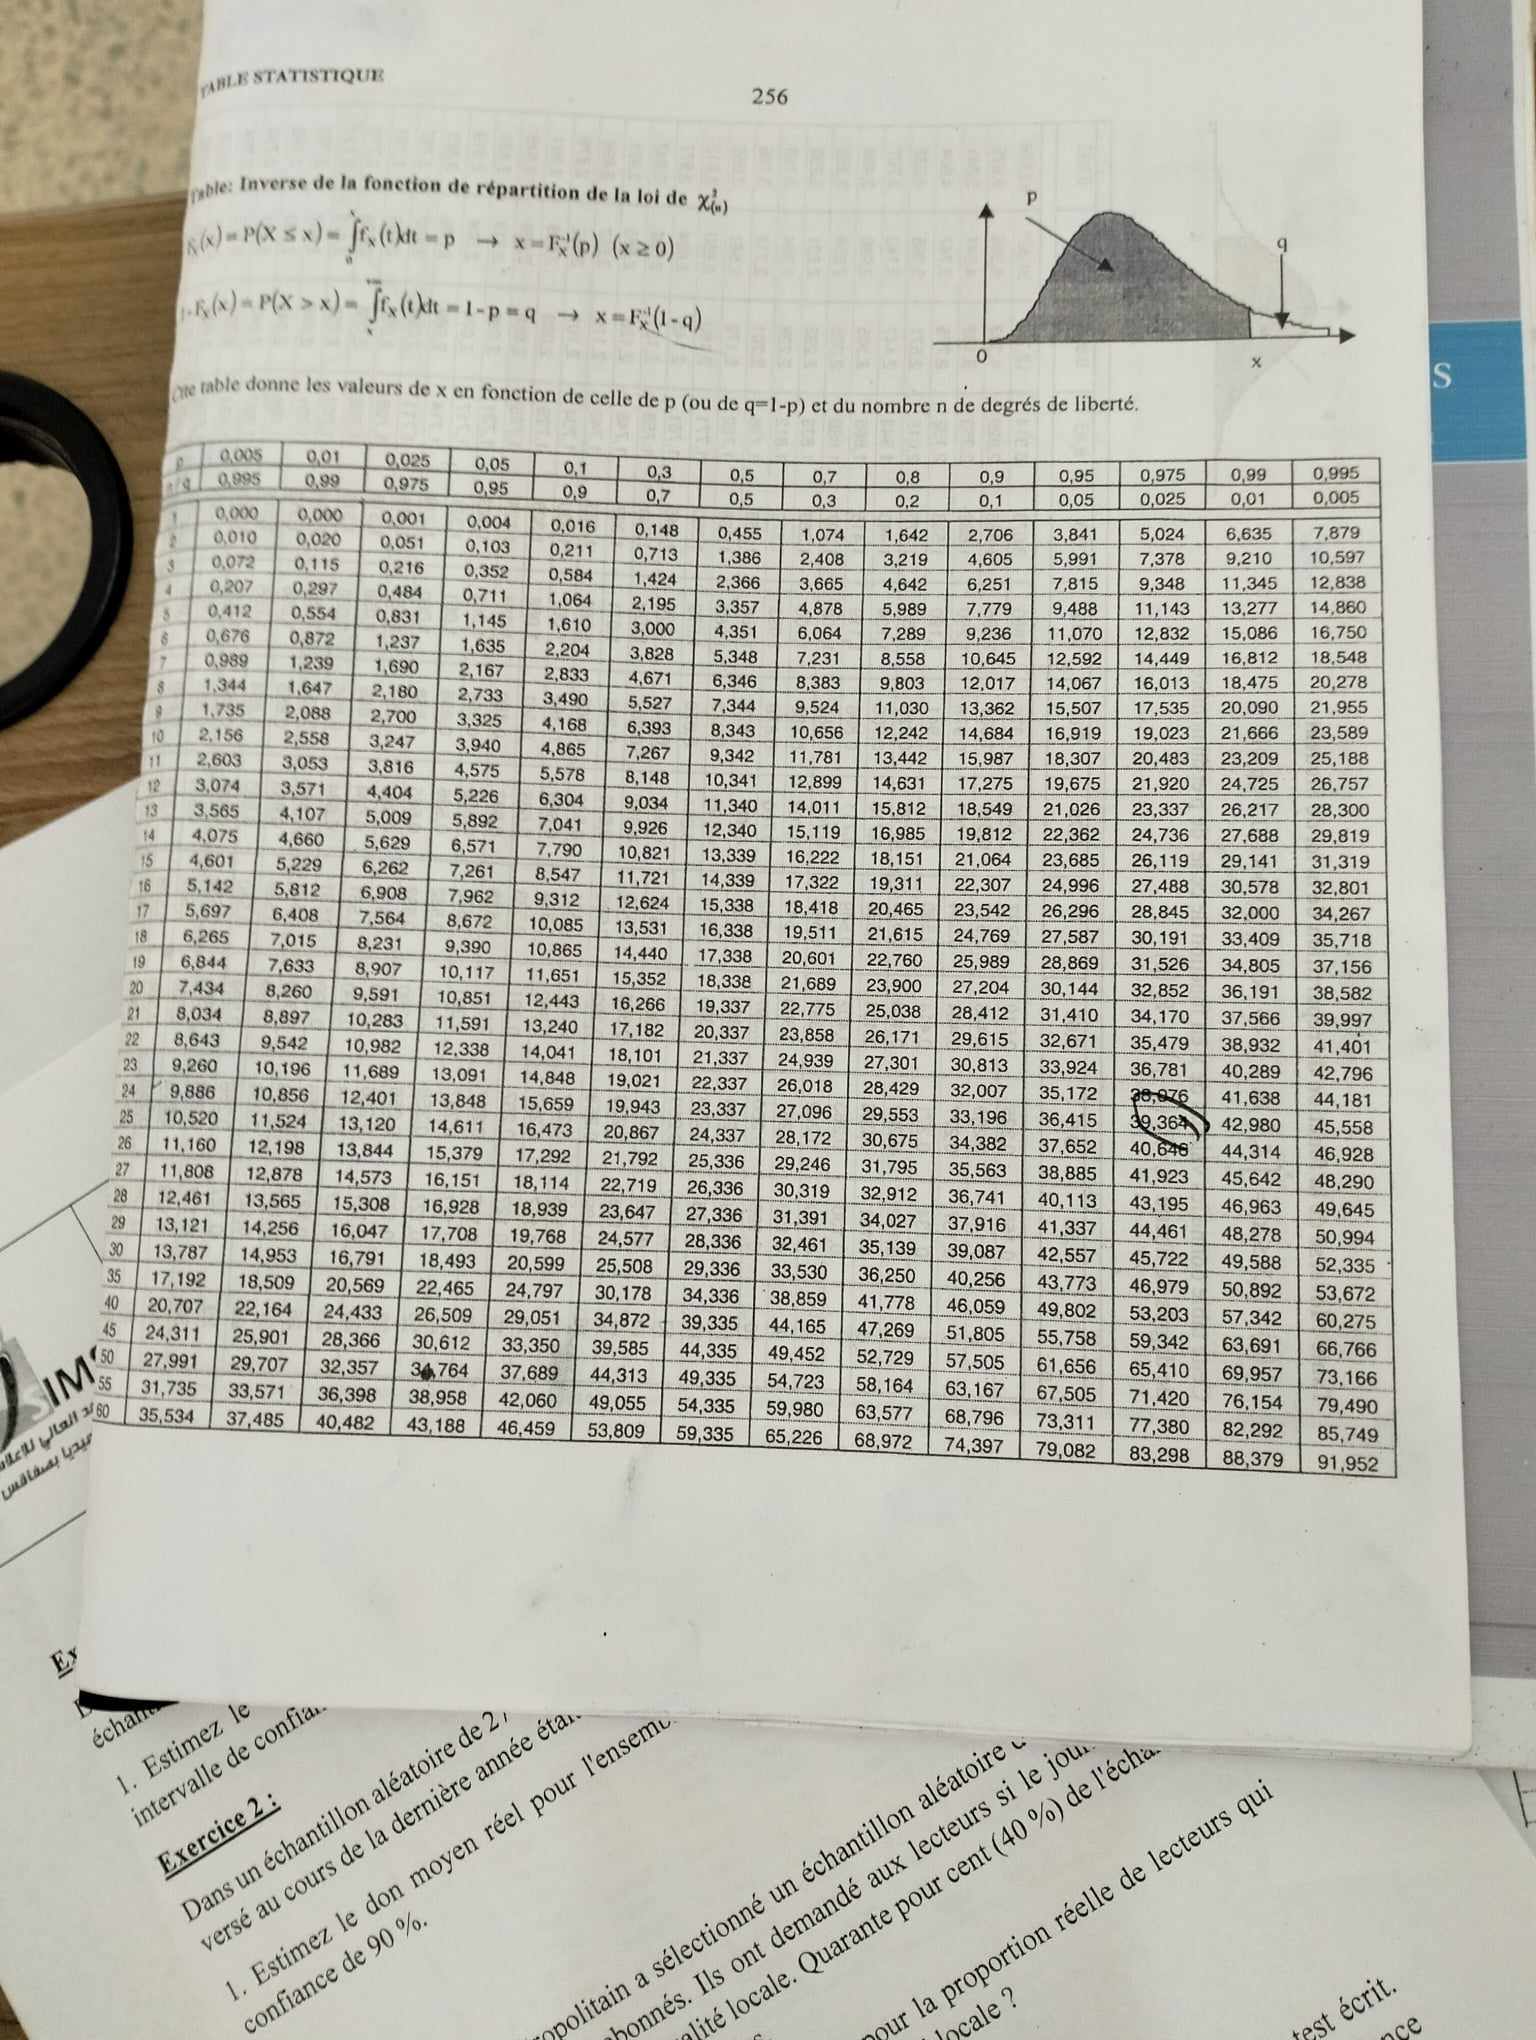 TABLE STATISTIQUE
256
Table: Inverse de la fonction de répartition de la loi de χ²(n)
Fx(x) = P(X ≤ x) = ∫fx(t)dt = p → x = Fx⁻¹(p) (x ≥ 0)
1 - Fx(x) = P(X > x) = ∫fx(t)dt = 1 - p = q → x = Fx⁻¹(1 - q)
p
q
0
x
table donne les valeurs de x en fonction de celle de p (ou de q=1-p) et du nombre n de degrés de liberté.
p 0,005 0,01 0,025 0,05 0,1 0,3 0,5 0,7 0,8 0,9 0,95 0,975 0,99 0,995
n / q 0,995 0,99 0,975 0,95 0,9 0,7 0,5 0,3 0,2 0,1 0,05 0,025 0,01 0,005
1 0,000 0,000 0,001 0,004 0,016 0,148 0,455 1,074 1,642 2,706 3,841 5,024 6,635 7,879
2 0,010 0,020 0,051 0,103 0,211 0,713 1,386 2,408 3,219 4,605 5,991 7,378 9,210 10,597
3 0,072 0,115 0,216 0,352 0,584 1,424 2,366 3,665 4,642 6,251 7,815 9,348 11,345 12,838
4 0,207 0,297 0,484 0,711 1,064 2,195 3,357 4,878 5,989 7,779 9,488 11,143 13,277 14,860
5 0,412 0,554 0,831 1,145 1,610 3,000 4,351 6,064 7,289 9,236 11,070 12,832 15,086 16,750
6 0,676 0,872 1,237 1,635 2,204 3,828 5,348 7,231 8,558 10,645 12,592 14,449 16,812 18,548
7 0,989 1,239 1,690 2,167 2,833 4,671 6,346 8,383 9,803 12,017 14,067 16,013 18,475 20,278
8 1,344 1,647 2,180 2,733 3,490 5,527 7,344 9,524 11,030 13,362 15,507 17,535 20,090 21,955
9 1,735 2,088 2,700 3,325 4,168 6,393 8,343 10,656 12,242 14,684 16,919 19,023 21,666 23,589
10 2,156 2,558 3,247 3,940 4,865 7,267 9,342 11,781 13,442 15,987 18,307 20,483 23,209 25,188
11 2,603 3,053 3,816 4,575 5,578 8,148 10,341 12,899 14,631 17,275 19,675 21,920 24,725 26,757
12 3,074 3,571 4,404 5,226 6,304 9,034 11,340 14,011 15,812 18,549 21,026 23,337 26,217 28,300
13 3,565 4,107 5,009 5,892 7,041 9,926 12,340 15,119 16,985 19,812 22,362 24,736 27,688 29,819
14 4,075 4,660 5,629 6,571 7,790 10,821 13,339 16,222 18,151 21,064 23,685 26,119 29,141 31,319
15 4,601 5,229 6,262 7,261 8,547 11,721 14,339 17,322 19,311 22,307 24,996 27,488 30,578 32,801
16 5,142 5,812 6,908 7,962 9,312 12,624 15,338 18,418 20,465 23,542 26,296 28,845 32,000 34,267
17 5,697 6,408 7,564 8,672 10,085 13,531 16,338 19,511 21,615 24,769 27,587 30,191 33,409 35,718
18 6,265 7,015 8,231 9,390 10,865 14,440 17,338 20,601 22,760 25,989 28,869 31,526 34,805 37,156
19 6,844 7,633 8,907 10,117 11,651 15,352 18,338 21,689 23,900 27,204 30,144 32,852 36,191 38,582
20 7,434 8,260 9,591 10,851 12,443 16,266 19,337 22,775 25,038 28,412 31,410 34,170 37,566 39,997
21 8,034 8,897 10,283 11,591 13,240 17,182 20,337 23,858 26,171 29,615 32,671 35,479 38,932 41,401
22 8,643 9,542 10,982 12,338 14,041 18,101 21,337 24,939 27,301 30,813 33,924 36,781 40,289 42,796
23 9,260 10,196 11,689 13,091 14,848 19,021 22,337 26,018 28,429 32,007 35,172 38,076 41,638 44,181
24 9,886 10,856 12,401 13,848 15,659 19,943 23,337 27,096 29,553 33,196 36,415 39,364 42,980 45,558
25 10,520 11,524 13,120 14,611 16,473 20,867 24,337 28,172 30,675 34,382 37,652 40,646 44,314 46,928
26 11,160 12,198 13,844 15,379 17,292 21,792 25,336 29,246 31,795 35,563 38,885 41,923 45,642 48,290
27 11,808 12,878 14,573 16,151 18,114 22,719 26,336 30,319 32,912 36,741 40,113 43,195 46,963 49,645
28 12,461 13,565 15,308 16,928 18,939 23,647 27,336 31,391 34,027 37,916 41,337 44,461 48,278 50,994
29 13,121 14,256 16,047 17,708 19,768 24,577 28,336 32,461 35,139 39,087 42,557 45,722 49,588 52,335
30 13,787 14,953 16,791 18,493 20,599 25,508 29,336 33,530 36,250 40,256 43,773 46,979 50,892 53,672
35 17,192 18,509 20,569 22,465 24,797 30,178 34,336 38,859 41,778 46,059 49,802 53,203 57,342 60,275
40 20,707 22,164 24,433 26,509 29,051 34,872 39,335 44,165 47,269 51,805 55,758 59,342 63,691 66,766
45 24,311 25,901 28,366 30,612 33,350 39,585 44,335 49,452 52,729 57,505 61,656 65,410 69,957 73,166
50 27,991 29,707 32,357 34,764 37,689 44,313 49,335 54,723 58,164 63,167 67,505 71,420 76,154 79,490
55 31,735 33,571 36,398 38,958 42,060 49,055 54,335 59,980 63,577 68,796 73,311 77,380 82,292 85,749
60 35,534 37,485 40,482 43,188 46,459 53,809 59,335 65,226 68,972 74,397 79,082 83,298 88,379 91,952
S
IM
1. Estimez le
intervalle de
Exercice 2 :
Dans un échantillon aléatoire de 2
versé au cours de la dernière année
1. Estimez le don moyen réel pour
confiance de 90 %.
a sélectionné un échantillon aléatoire
Ils ont demandé aux lecteurs si le
locale. Quarante pour cent (40 %) de
pour la proportion réelle de lecteurs qui
locale ?
test écrit.